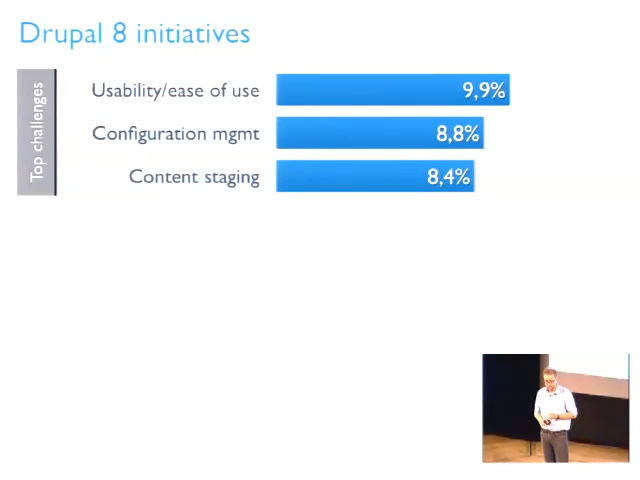 Drupal 8 initiatives
Top challenges
Usability/ease of use 9,9%
Configuration mgmt 8,8%
Content staging 8,4%